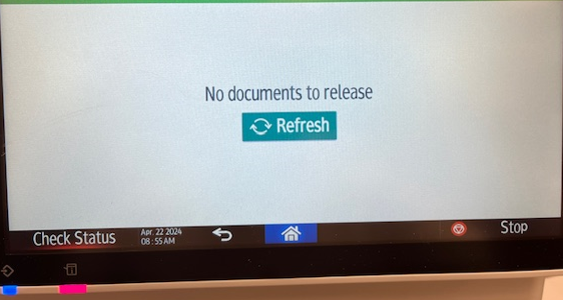 No documents to release
Refresh
Check Status
Apr. 22 2024
08:55 AM
Stop